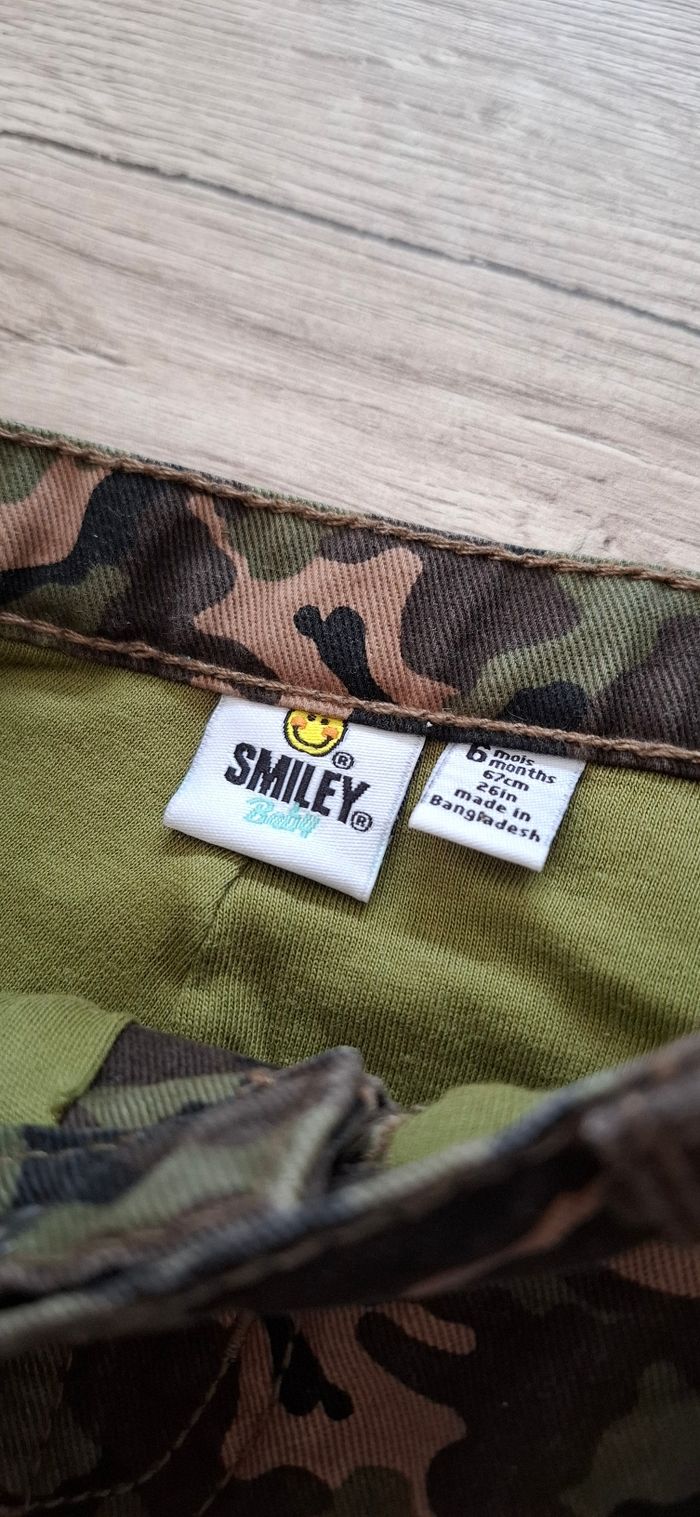 SMILEY®
Baby®
6 mois
months
67cm
26in
made in
Bangladesh